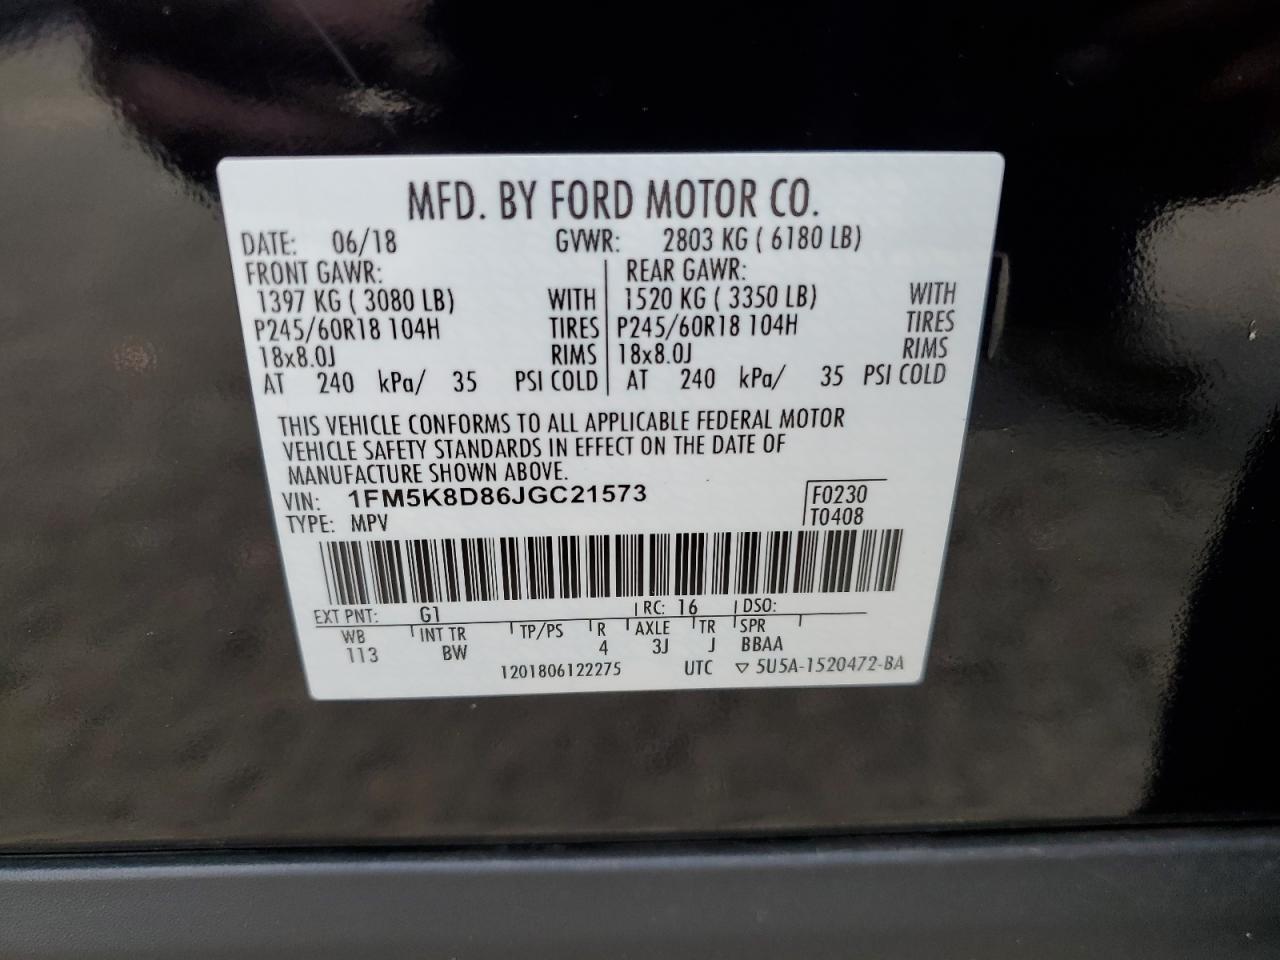 MFD. BY FORD MOTOR CO.
DATE: 06/18 GVWR: 2803 KG ( 6180 LB)
FRONT GAWR: REAR GAWR:
1397 KG ( 3080 LB) WITH 1520 KG ( 3350 LB) WITH
P245/60R18 104H TIRES P245/60R18 104H TIRES
18x8.0J RIMS 18x8.0J RIMS
AT 240 kPa/ 35 PSI COLD AT 240 kPa/ 35 PSI COLD
THIS VEHICLE CONFORMS TO ALL APPLICABLE FEDERAL MOTOR
VEHICLE SAFETY STANDARDS IN EFFECT ON THE DATE OF
MANUFACTURE SHOWN ABOVE.
VIN: 1FM5K8D86JGC21573 F0230
TYPE: MPV T0408
EXT PNT: G1 RC: 16 DSO:
WB INT TR TP/PS R AXLE TR SPR
113 BW 4 3J J BBAA
1201806122275 UTC ▽ 5U5A-1520472-BA